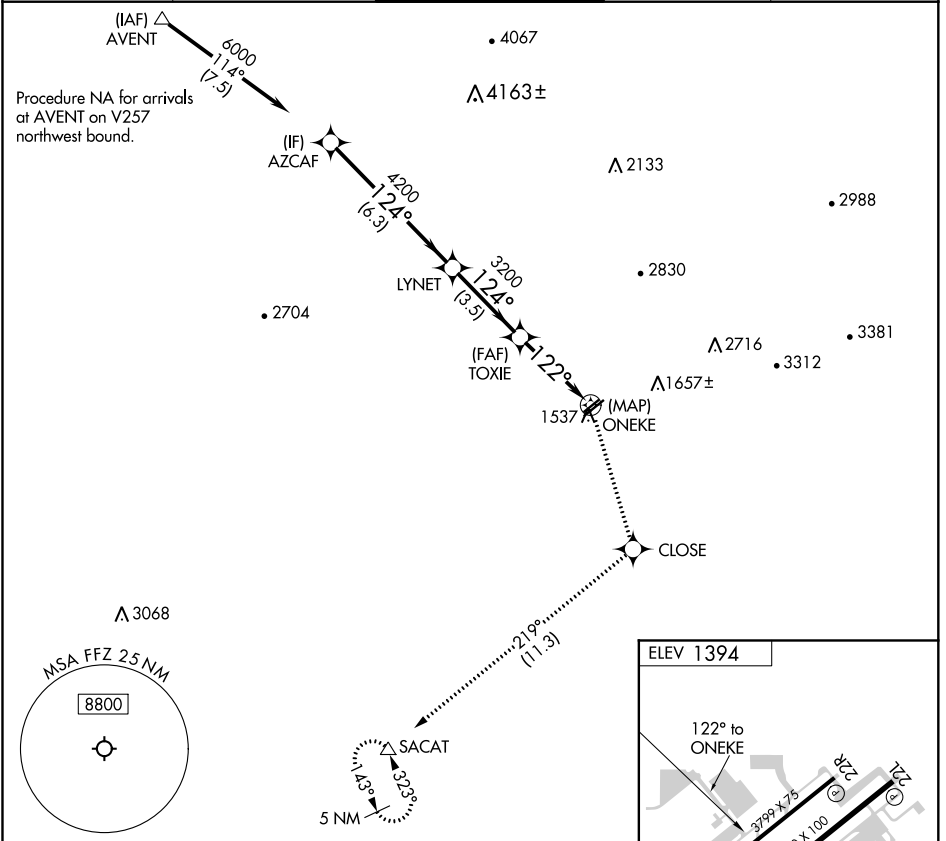 (IAF)
AVENT
6000
114°
(7.5)
4067
4163±
Procedure NA for arrivals
at AVENT on V257
northwest bound.
(IF)
AZCAF
2133
4200
124°
(6.3)
2988
LYNET
3200
124°
(3.5)
2830
2704
(FAF)
TOXIE
122°
2716
3381
3312
1657±
1537
(MAP)
ONEKE
CLOSE
3068
219°
(11.3)
MSA FFZ 25 NM
8800
SACAT
143°
323°
5 NM
ELEV 1394
122° to
ONEKE
22R
22L
P
P
3799 X 75
X 100